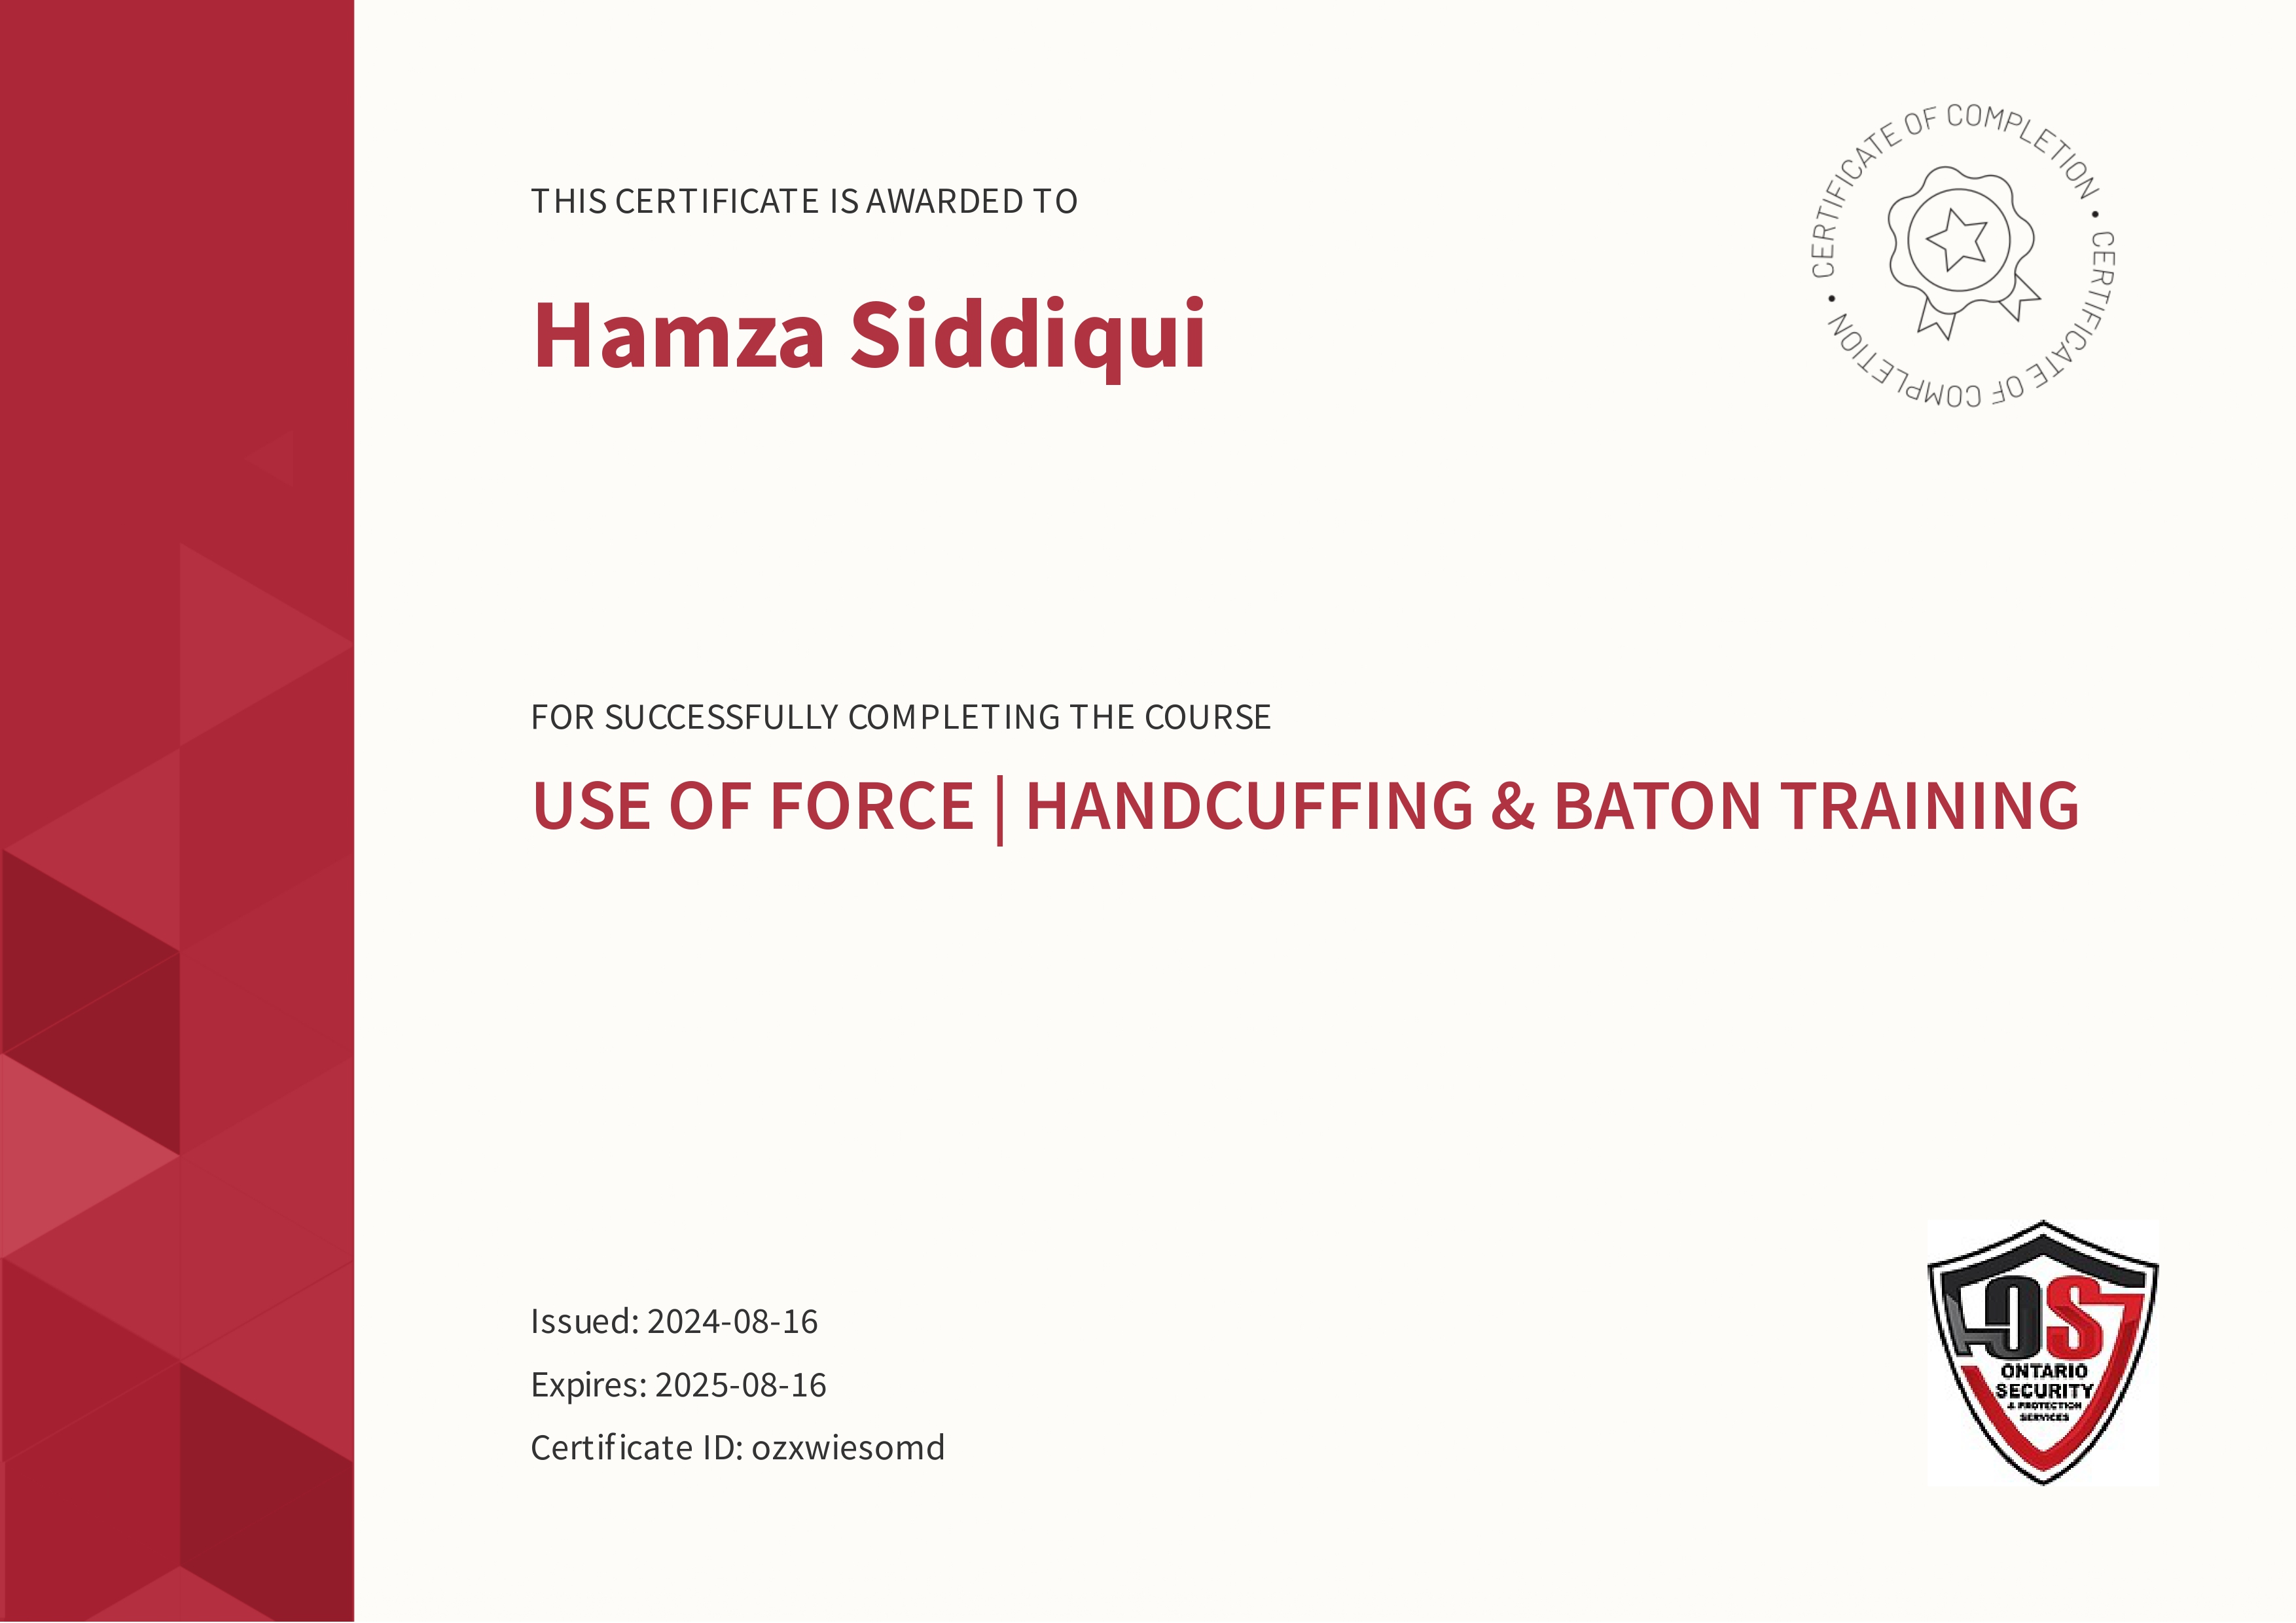 THIS CERTIFICATE IS AWARDED TO
CERTIFICATE OF COMPLETION • CERTIFICATE OF COMPLETION •
Hamza Siddiqui
FOR SUCCESSFULLY COMPLETING THE COURSE
USE OF FORCE | HANDCUFFING & BATON TRAINING
Issued: 2024-08-16
Expires: 2025-08-16
Certificate ID: ozxwiesomd
OS
ONTARIO
SECURITY
& PROTECTION
SERVICES